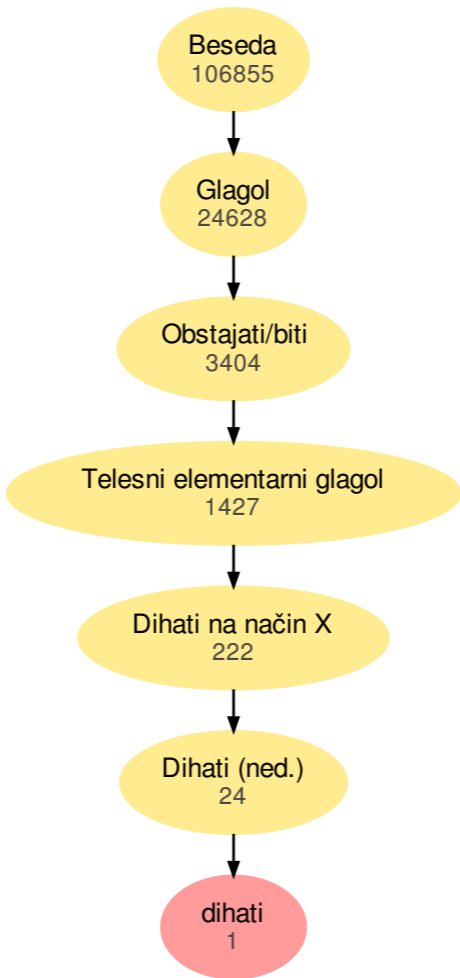 Beseda
106855
Glagol
24628
Obstajati/biti
3404
Telesni elementarni glagol
1427
Dihati na način X
222
Dihati (ned.)
24
dihati
1